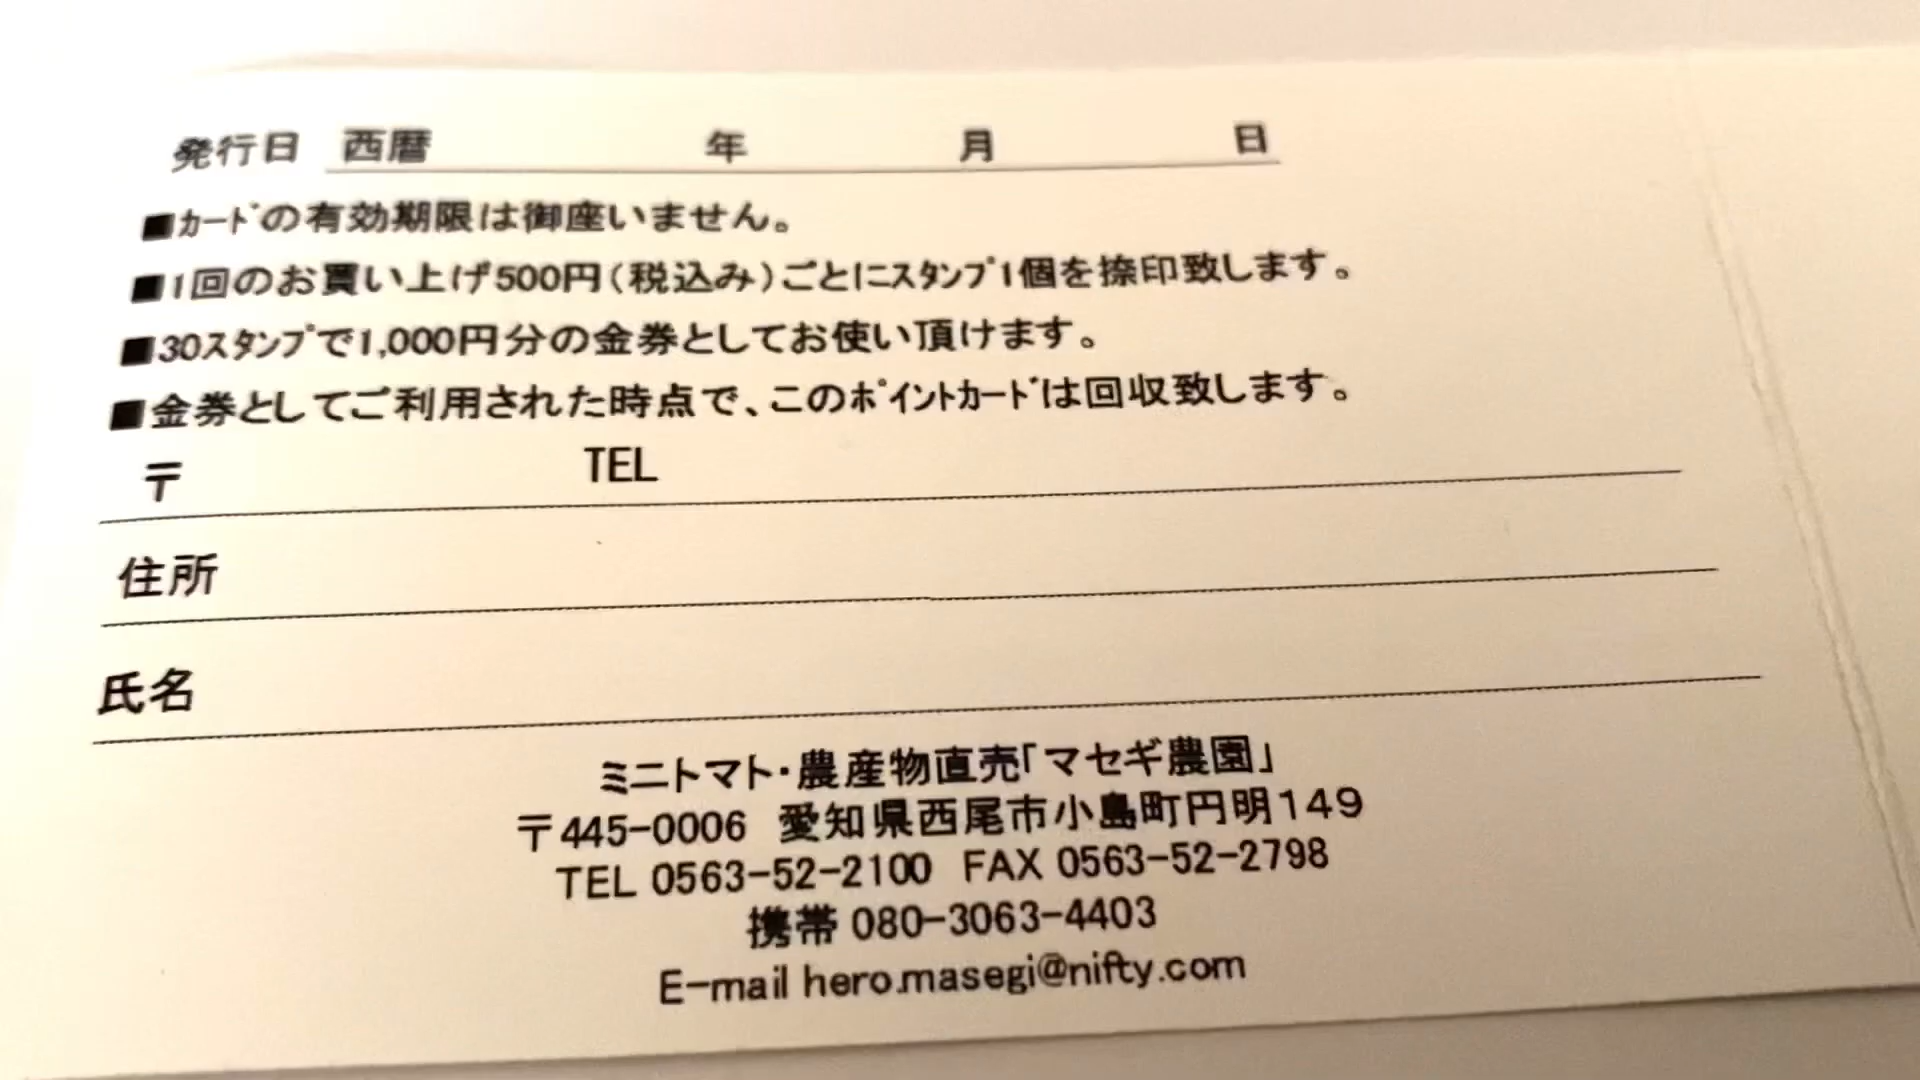 発行日 西暦 年 月 日
■ｶｰﾄﾞの有効期限は御座いません。
■1回のお買い上げ500円(税込み)ごとにｽﾀﾝﾌﾟ1個を捺印致します。
■30ｽﾀﾝﾌﾟで1,000円分の金券としてお使い頂けます。
■金券としてご利用された時点で、このﾎﾟｲﾝﾄｶｰﾄﾞは回収致します。
〒 TEL
住所
氏名
ミニトマト・農産物直売「マセギ農園」
〒445-0006 愛知県西尾市小島町円明149
TEL 0563-52-2100 FAX 0563-52-2798
携帯 080-3063-4403
E-mail hero.masegi@nifty.com